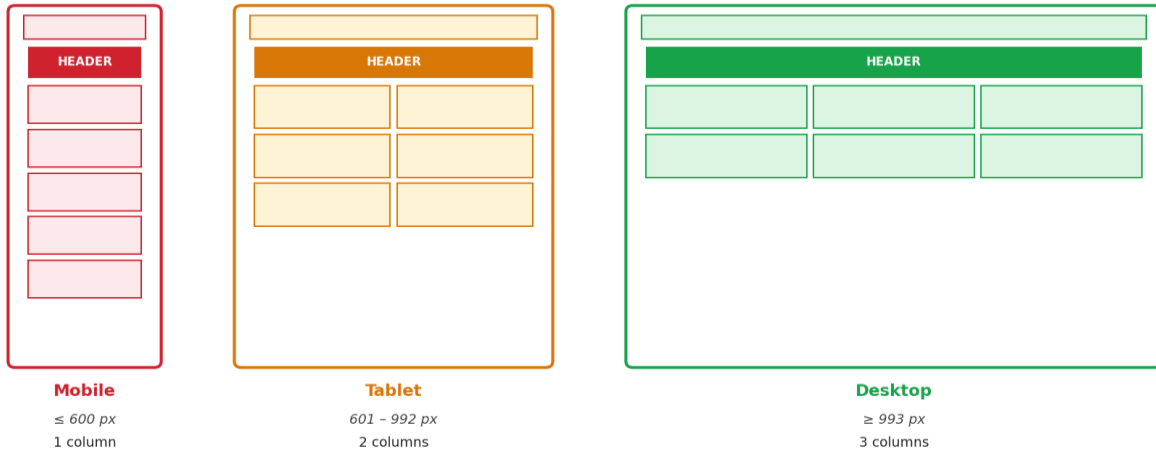 HEADER
HEADER
HEADER
Mobile
≤ 600 px
1 column
Tablet
601 – 992 px
2 columns
Desktop
≥ 993 px
3 columns